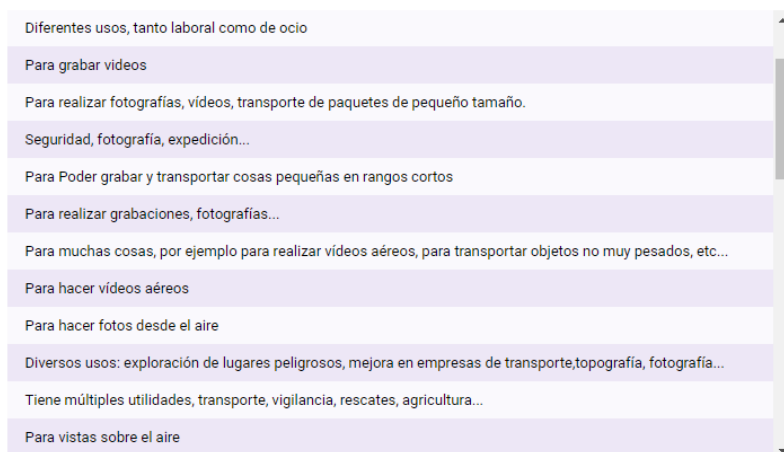 Diferentes usos, tanto laboral como de ocio
Para grabar videos
Para realizar fotografías, vídeos, transporte de paquetes de pequeño tamaño.
Seguridad, fotografía, expedición...
Para Poder grabar y transportar cosas pequeñas en rangos cortos
Para realizar grabaciones, fotografías...
Para muchas cosas, por ejemplo para realizar vídeos aéreos, para transportar objetos no muy pesados, etc...
Para hacer vídeos aéreos
Para hacer fotos desde el aire
Diversos usos: exploración de lugares peligrosos, mejora en empresas de transporte,topografía, fotografía...
Tiene múltiples utilidades, transporte, vigilancia, rescates, agricultura...
Para vistas sobre el aire